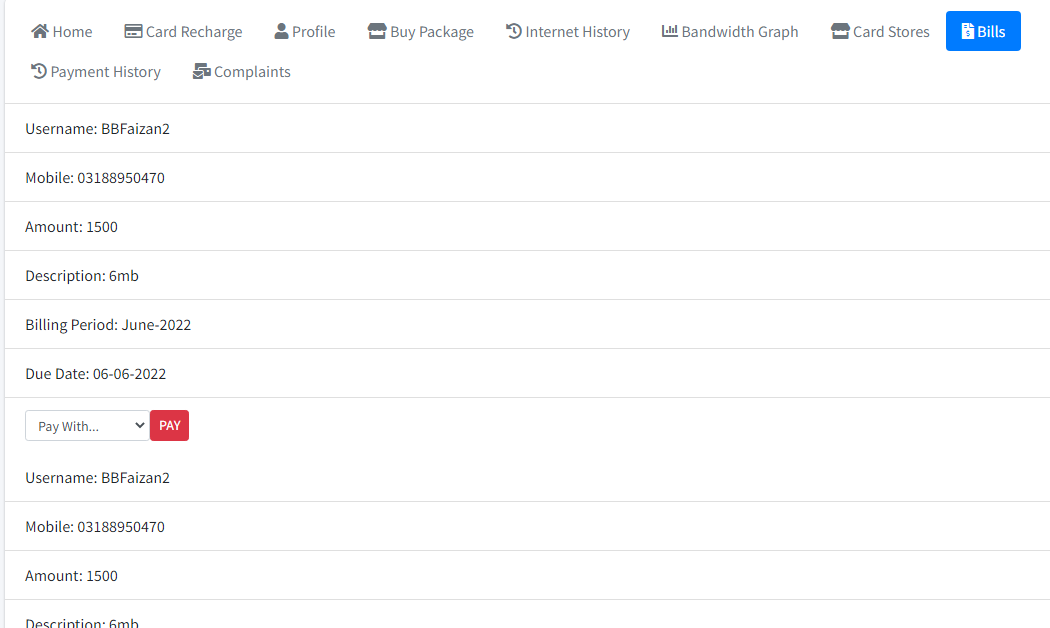 Home Card Recharge Profile Buy Package Internet History Bandwidth Graph Card Stores Bills
Payment History Complaints
Username: BBFaizan2
Mobile: 03188950470
Amount: 1500
Description: 6mb
Billing Period: June-2022
Due Date: 06-06-2022
Pay With... PAY
Username: BBFaizan2
Mobile: 03188950470
Amount: 1500
Description: 6mb